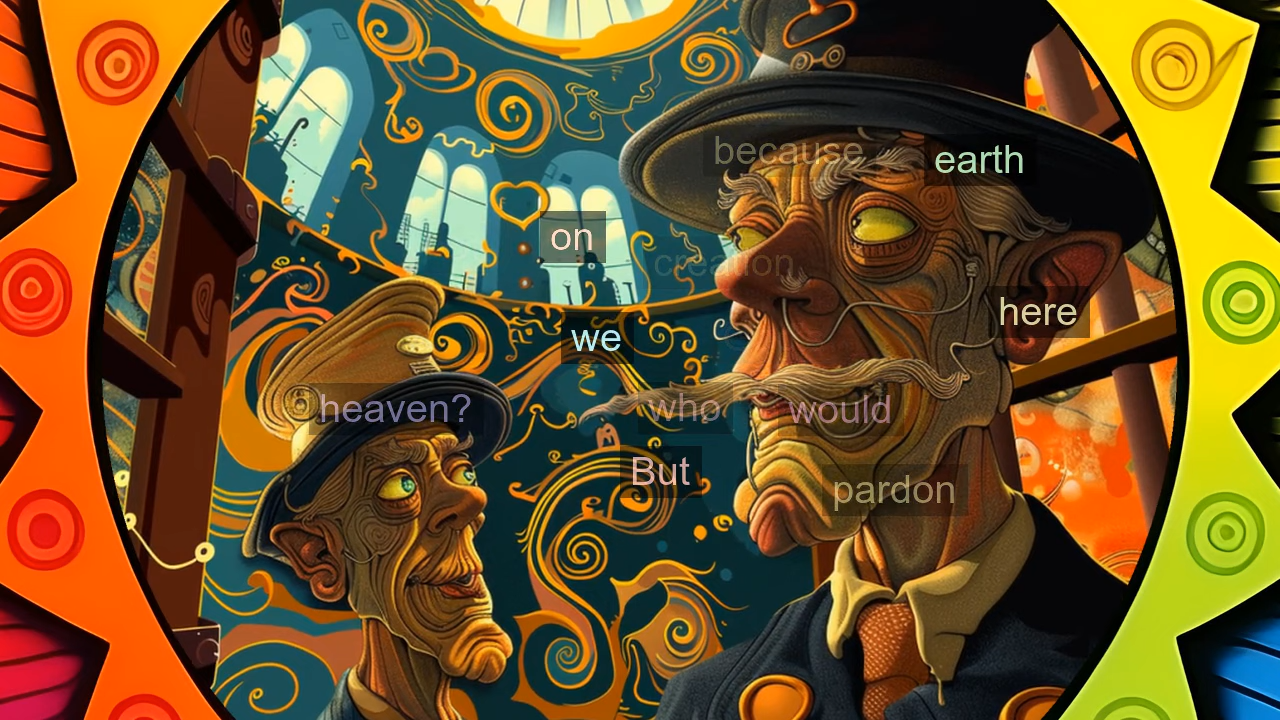 because
earth
on
creation
here
we
heaven?
who
would
But
pardon